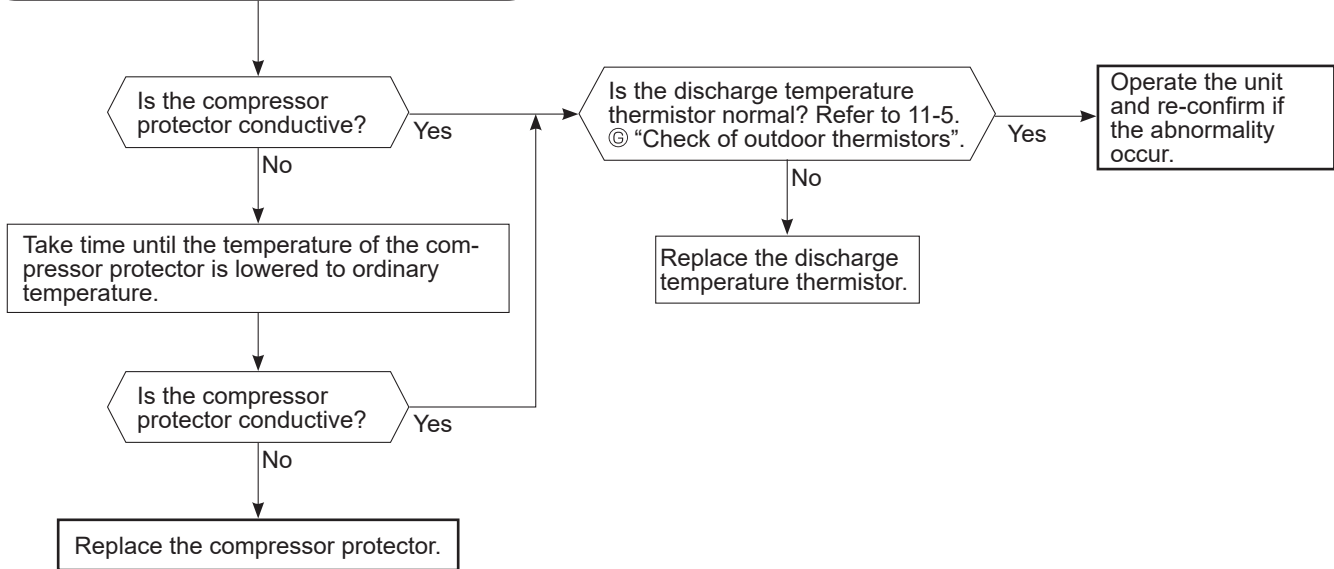 Is the compressor
protector conductive?
Yes
No
Take time until the temperature of the com-
pressor protector is lowered to ordinary
temperature.
Is the compressor
protector conductive?
Yes
No
Replace the compressor protector.
Is the discharge temperature
thermistor normal? Refer to 11-5.
Ⓖ “Check of outdoor thermistors”.
Yes
No
Replace the discharge
temperature thermistor.
Operate the unit
and re-confirm if
the abnormality
occur.